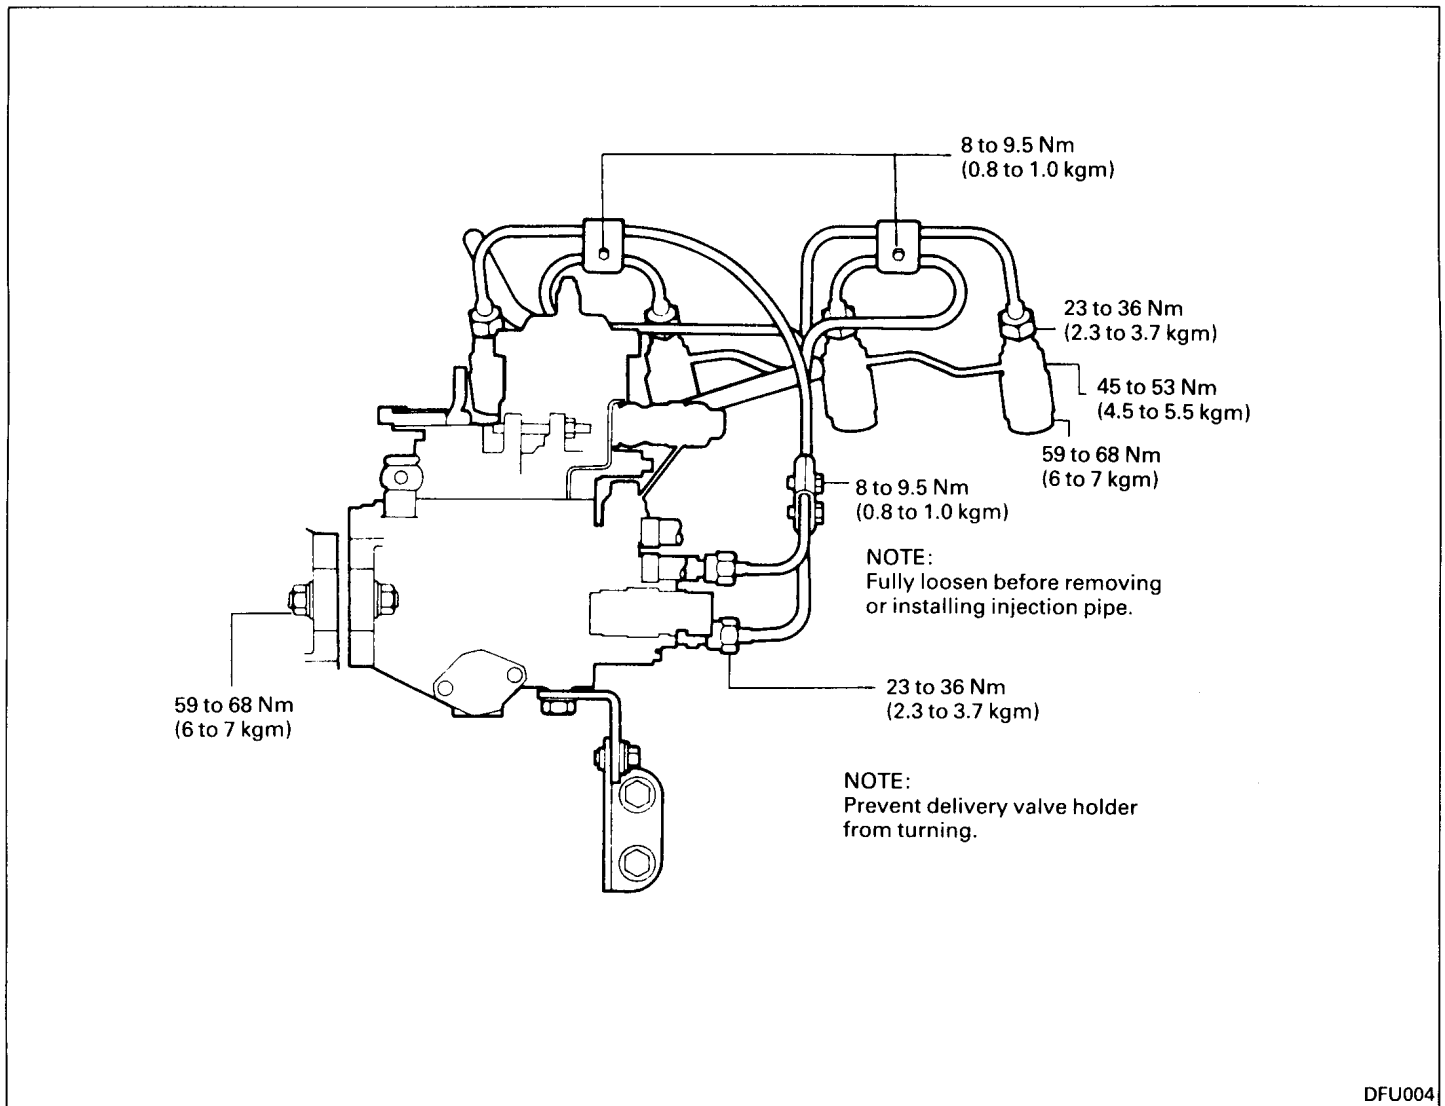 8 to 9.5 Nm
(0.8 to 1.0 kgm)
23 to 36 Nm
(2.3 to 3.7 kgm)
45 to 53 Nm
(4.5 to 5.5 kgm)
59 to 68 Nm
(6 to 7 kgm)
8 to 9.5 Nm
(0.8 to 1.0 kgm)
NOTE:
Fully loosen before removing
or installing injection pipe.
59 to 68 Nm
(6 to 7 kgm)
23 to 36 Nm
(2.3 to 3.7 kgm)
NOTE:
Prevent delivery valve holder
from turning.
DFU004